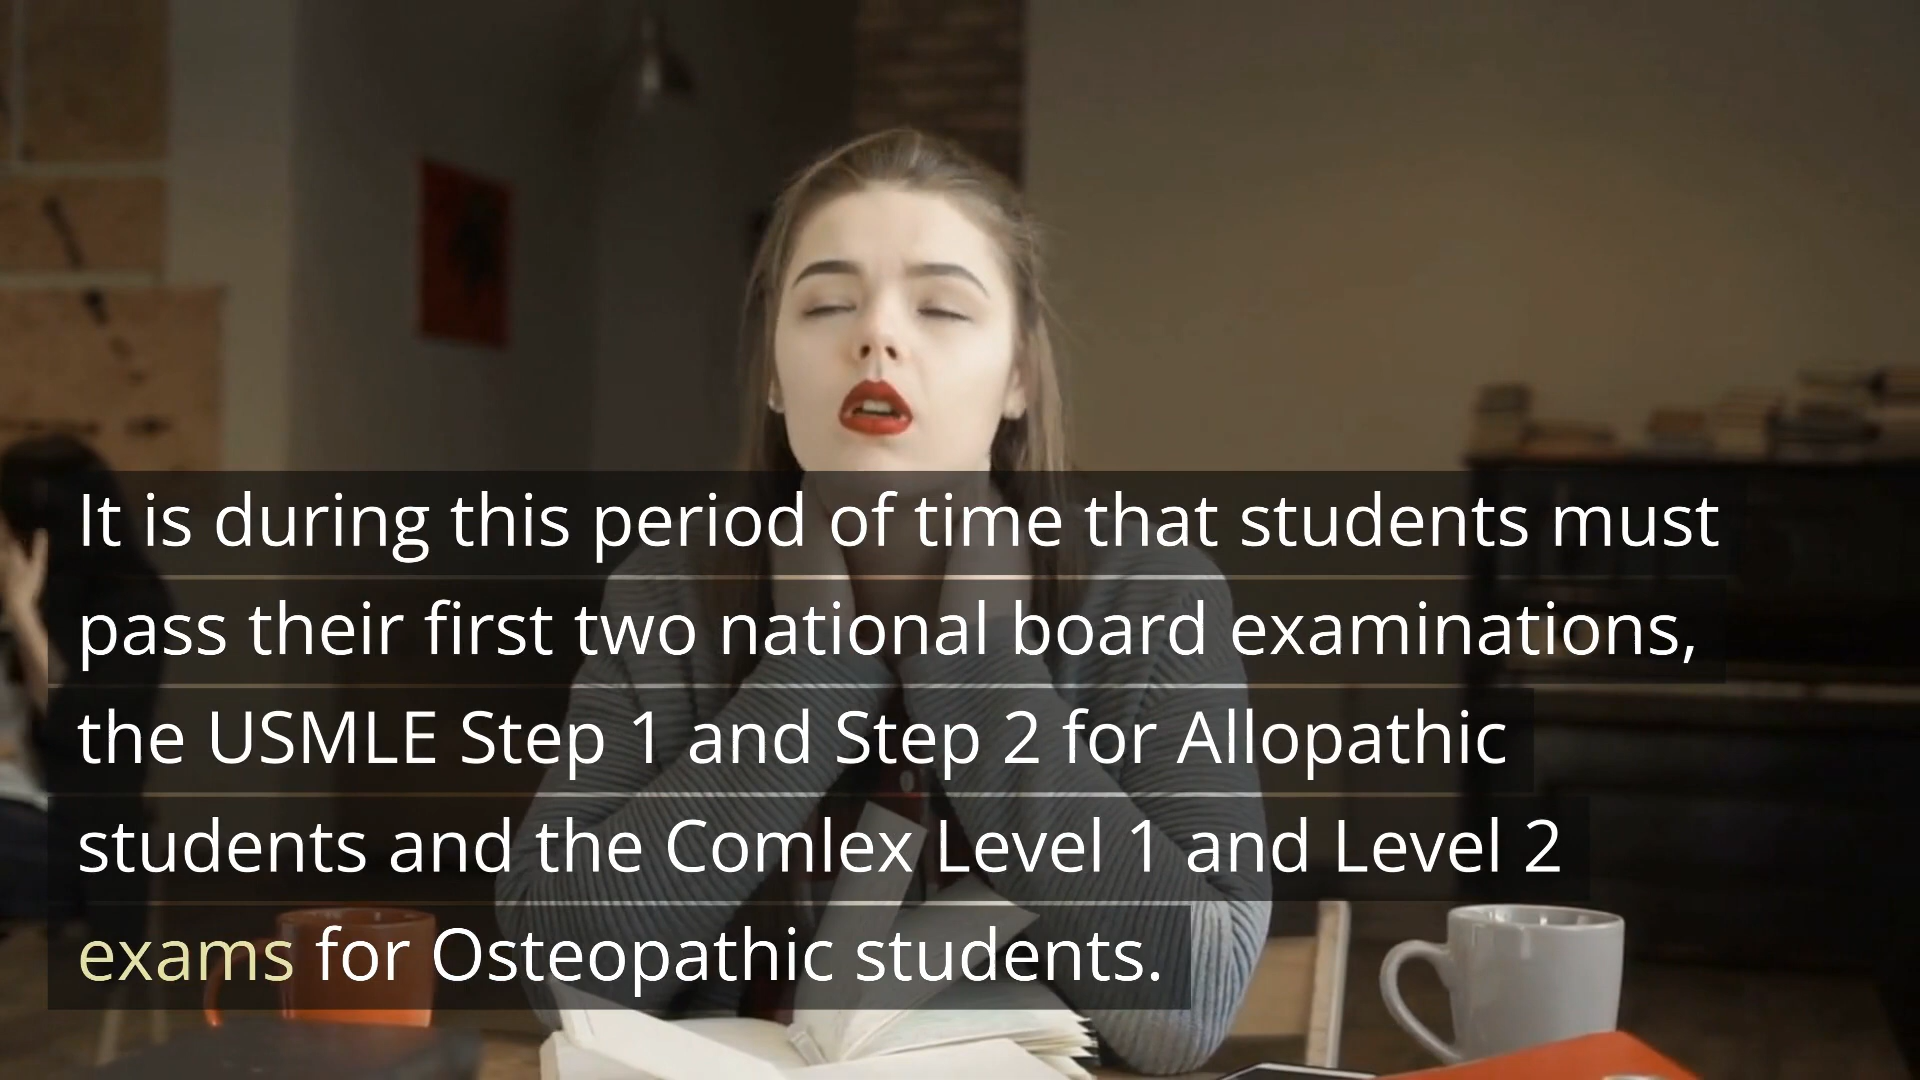 It is during this period of time that students must
pass their first two national board examinations,
the USMLE Step 1 and Step 2 for Allopathic
students and the Comlex Level 1 and Level 2
exams for Osteopathic students.